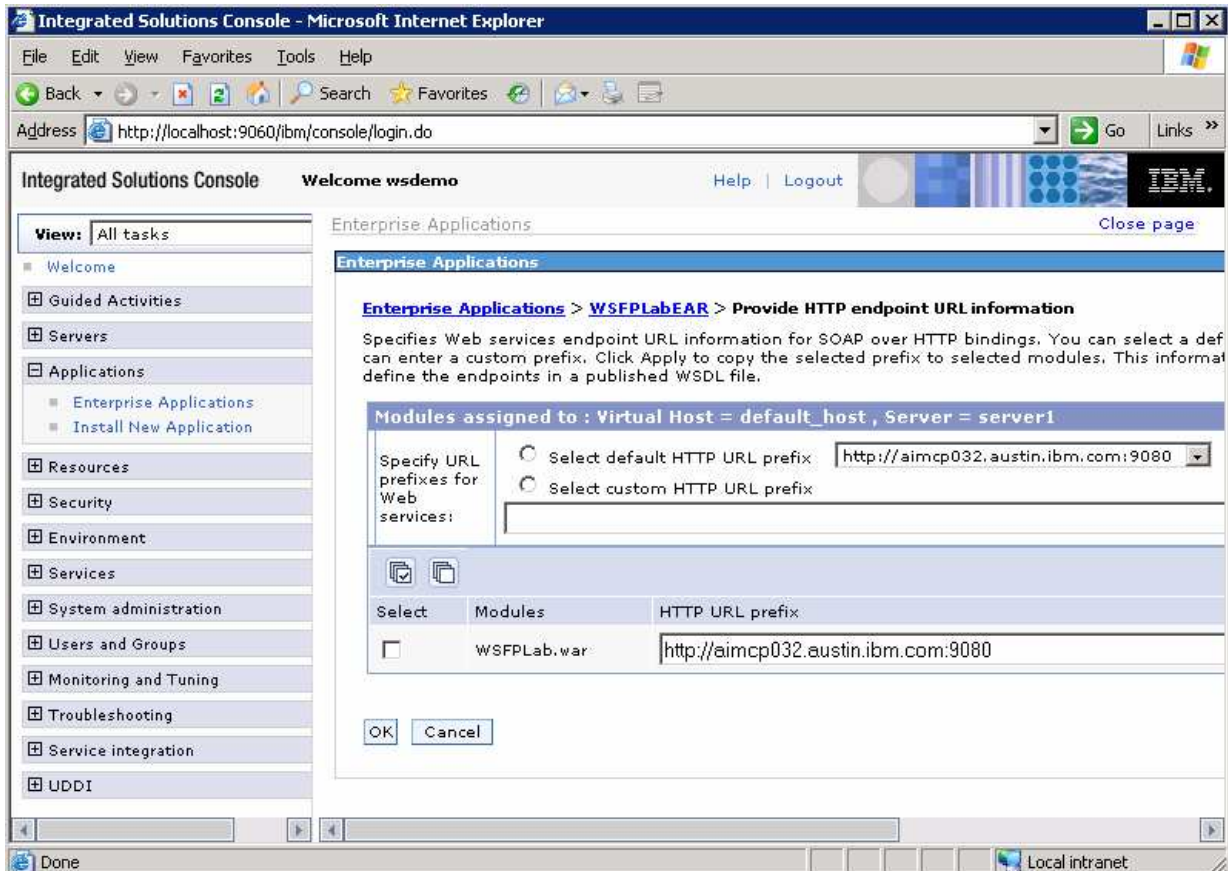 Integrated Solutions Console - Microsoft Internet Explorer
File Edit View Favorites Tools Help
Back Search Favorites
Address http://localhost:9060/ibm/console/login.do Go Links »
Integrated Solutions Console Welcome wsdemo Help | Logout IBM.
View: All tasks
Welcome
Guided Activities
Servers
Applications
Enterprise Applications
Install New Application
Resources
Security
Environment
Services
System administration
Users and Groups
Monitoring and Tuning
Troubleshooting
Service integration
UDDI
Enterprise Applications Close page
Enterprise Applications
Enterprise Applications > WSFPLabEAR > Provide HTTP endpoint URL information
Specifies Web services endpoint URL information for SOAP over HTTP bindings. You can select a def
can enter a custom prefix. Click Apply to copy the selected prefix to selected modules. This informat
define the endpoints in a published WSDL file.
Modules assigned to : Virtual Host = default_host , Server = server1
Specify URL
prefixes for
Web
services:
Select default HTTP URL prefix http://aimcp032.austin.ibm.com:9080
Select custom HTTP URL prefix
Select Modules HTTP URL prefix
WSFPLab.war http://aimcp032.austin.ibm.com:9080
OK Cancel
Done Local intranet